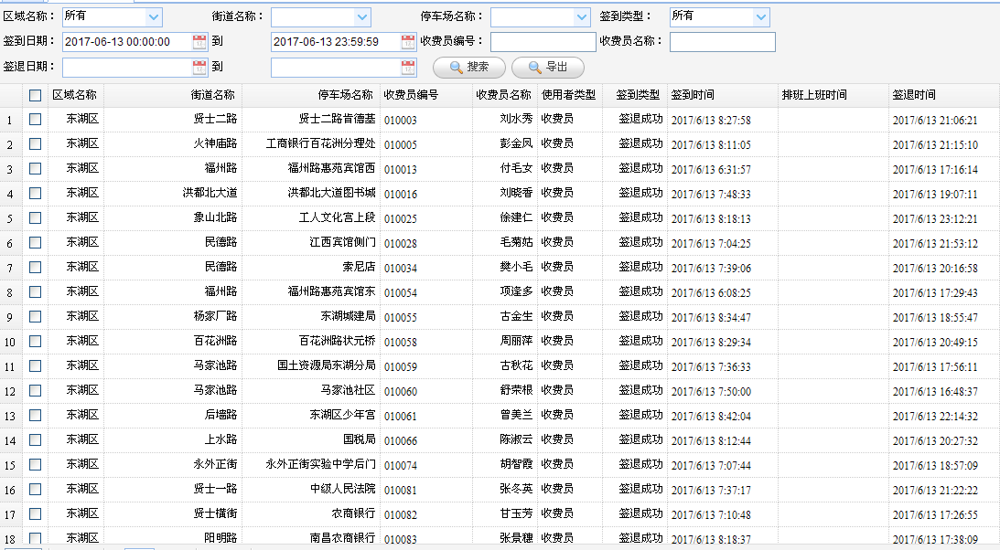 区域名称： 所有 街道名称： 停车场名称： 签到类型： 所有
签到日期： 2017-06-13 00:00:00 到 2017-06-13 23:59:59 收费员编号： 收费员名称：
签退日期： 到 搜索 导出
区域名称 街道名称 停车场名称 收费员编号 收费员名称 使用者类型 签到类型 签到时间 排班上班时间 签退时间
1 东湖区 贤士二路 贤士二路肯德基 010003 刘水秀 收费员 签退成功 2017/6/13 8:27:58 2017/6/13 21:06:21
2 东湖区 火神庙路 工商银行百花洲分理处 010005 彭金凤 收费员 签退成功 2017/6/13 8:11:05 2017/6/13 21:15:10
3 东湖区 福州路 福州路惠苑宾馆西 010013 付毛女 收费员 签退成功 2017/6/13 6:31:57 2017/6/13 17:16:14
4 东湖区 洪都北大道 洪都北大道图书城 010016 刘晓香 收费员 签退成功 2017/6/13 7:48:33 2017/6/13 19:07:11
5 东湖区 象山北路 工人文化宫上段 010025 徐建仁 收费员 签退成功 2017/6/13 8:18:13 2017/6/13 23:12:21
6 东湖区 民德路 江西宾馆侧门 010028 毛菊姑 收费员 签退成功 2017/6/13 7:04:25 2017/6/13 21:53:12
7 东湖区 民德路 索尼店 010034 樊小毛 收费员 签退成功 2017/6/13 7:39:06 2017/6/13 20:16:58
8 东湖区 福州路 福州路惠苑宾馆东 010054 项逢多 收费员 签退成功 2017/6/13 6:08:25 2017/6/13 17:29:43
9 东湖区 杨家厂路 东湖城建局 010055 古金生 收费员 签退成功 2017/6/13 8:34:47 2017/6/13 18:55:47
10 东湖区 百花洲路 百花洲路状元桥 010058 周丽萍 收费员 签退成功 2017/6/13 8:29:34 2017/6/13 20:49:15
11 东湖区 马家池路 国土资源局东湖分局 010059 古秋花 收费员 签退成功 2017/6/13 7:36:33 2017/6/13 17:56:11
12 东湖区 马家池路 马家池社区 010060 舒荣根 收费员 签退成功 2017/6/13 7:50:00 2017/6/13 16:48:37
13 东湖区 后墙路 东湖区少年宫 010061 曾美兰 收费员 签退成功 2017/6/13 8:42:04 2017/6/13 22:14:32
14 东湖区 上水路 国税局 010066 陈淑云 收费员 签退成功 2017/6/13 8:12:44 2017/6/13 20:27:32
15 东湖区 永外正街 永外正街实验中学后门 010074 胡智霞 收费员 签退成功 2017/6/13 7:07:44 2017/6/13 18:57:09
16 东湖区 贤士一路 中级人民法院 010081 张冬英 收费员 签退成功 2017/6/13 7:37:17 2017/6/13 21:22:22
17 东湖区 贤士横街 农商银行 010082 甘玉芳 收费员 签退成功 2017/6/13 7:10:48 2017/6/13 17:26:55
18 东湖区 阳明路 南昌农商银行 010083 张景穗 收费员 签退成功 2017/6/13 8:18:37 2017/6/13 17:38:09